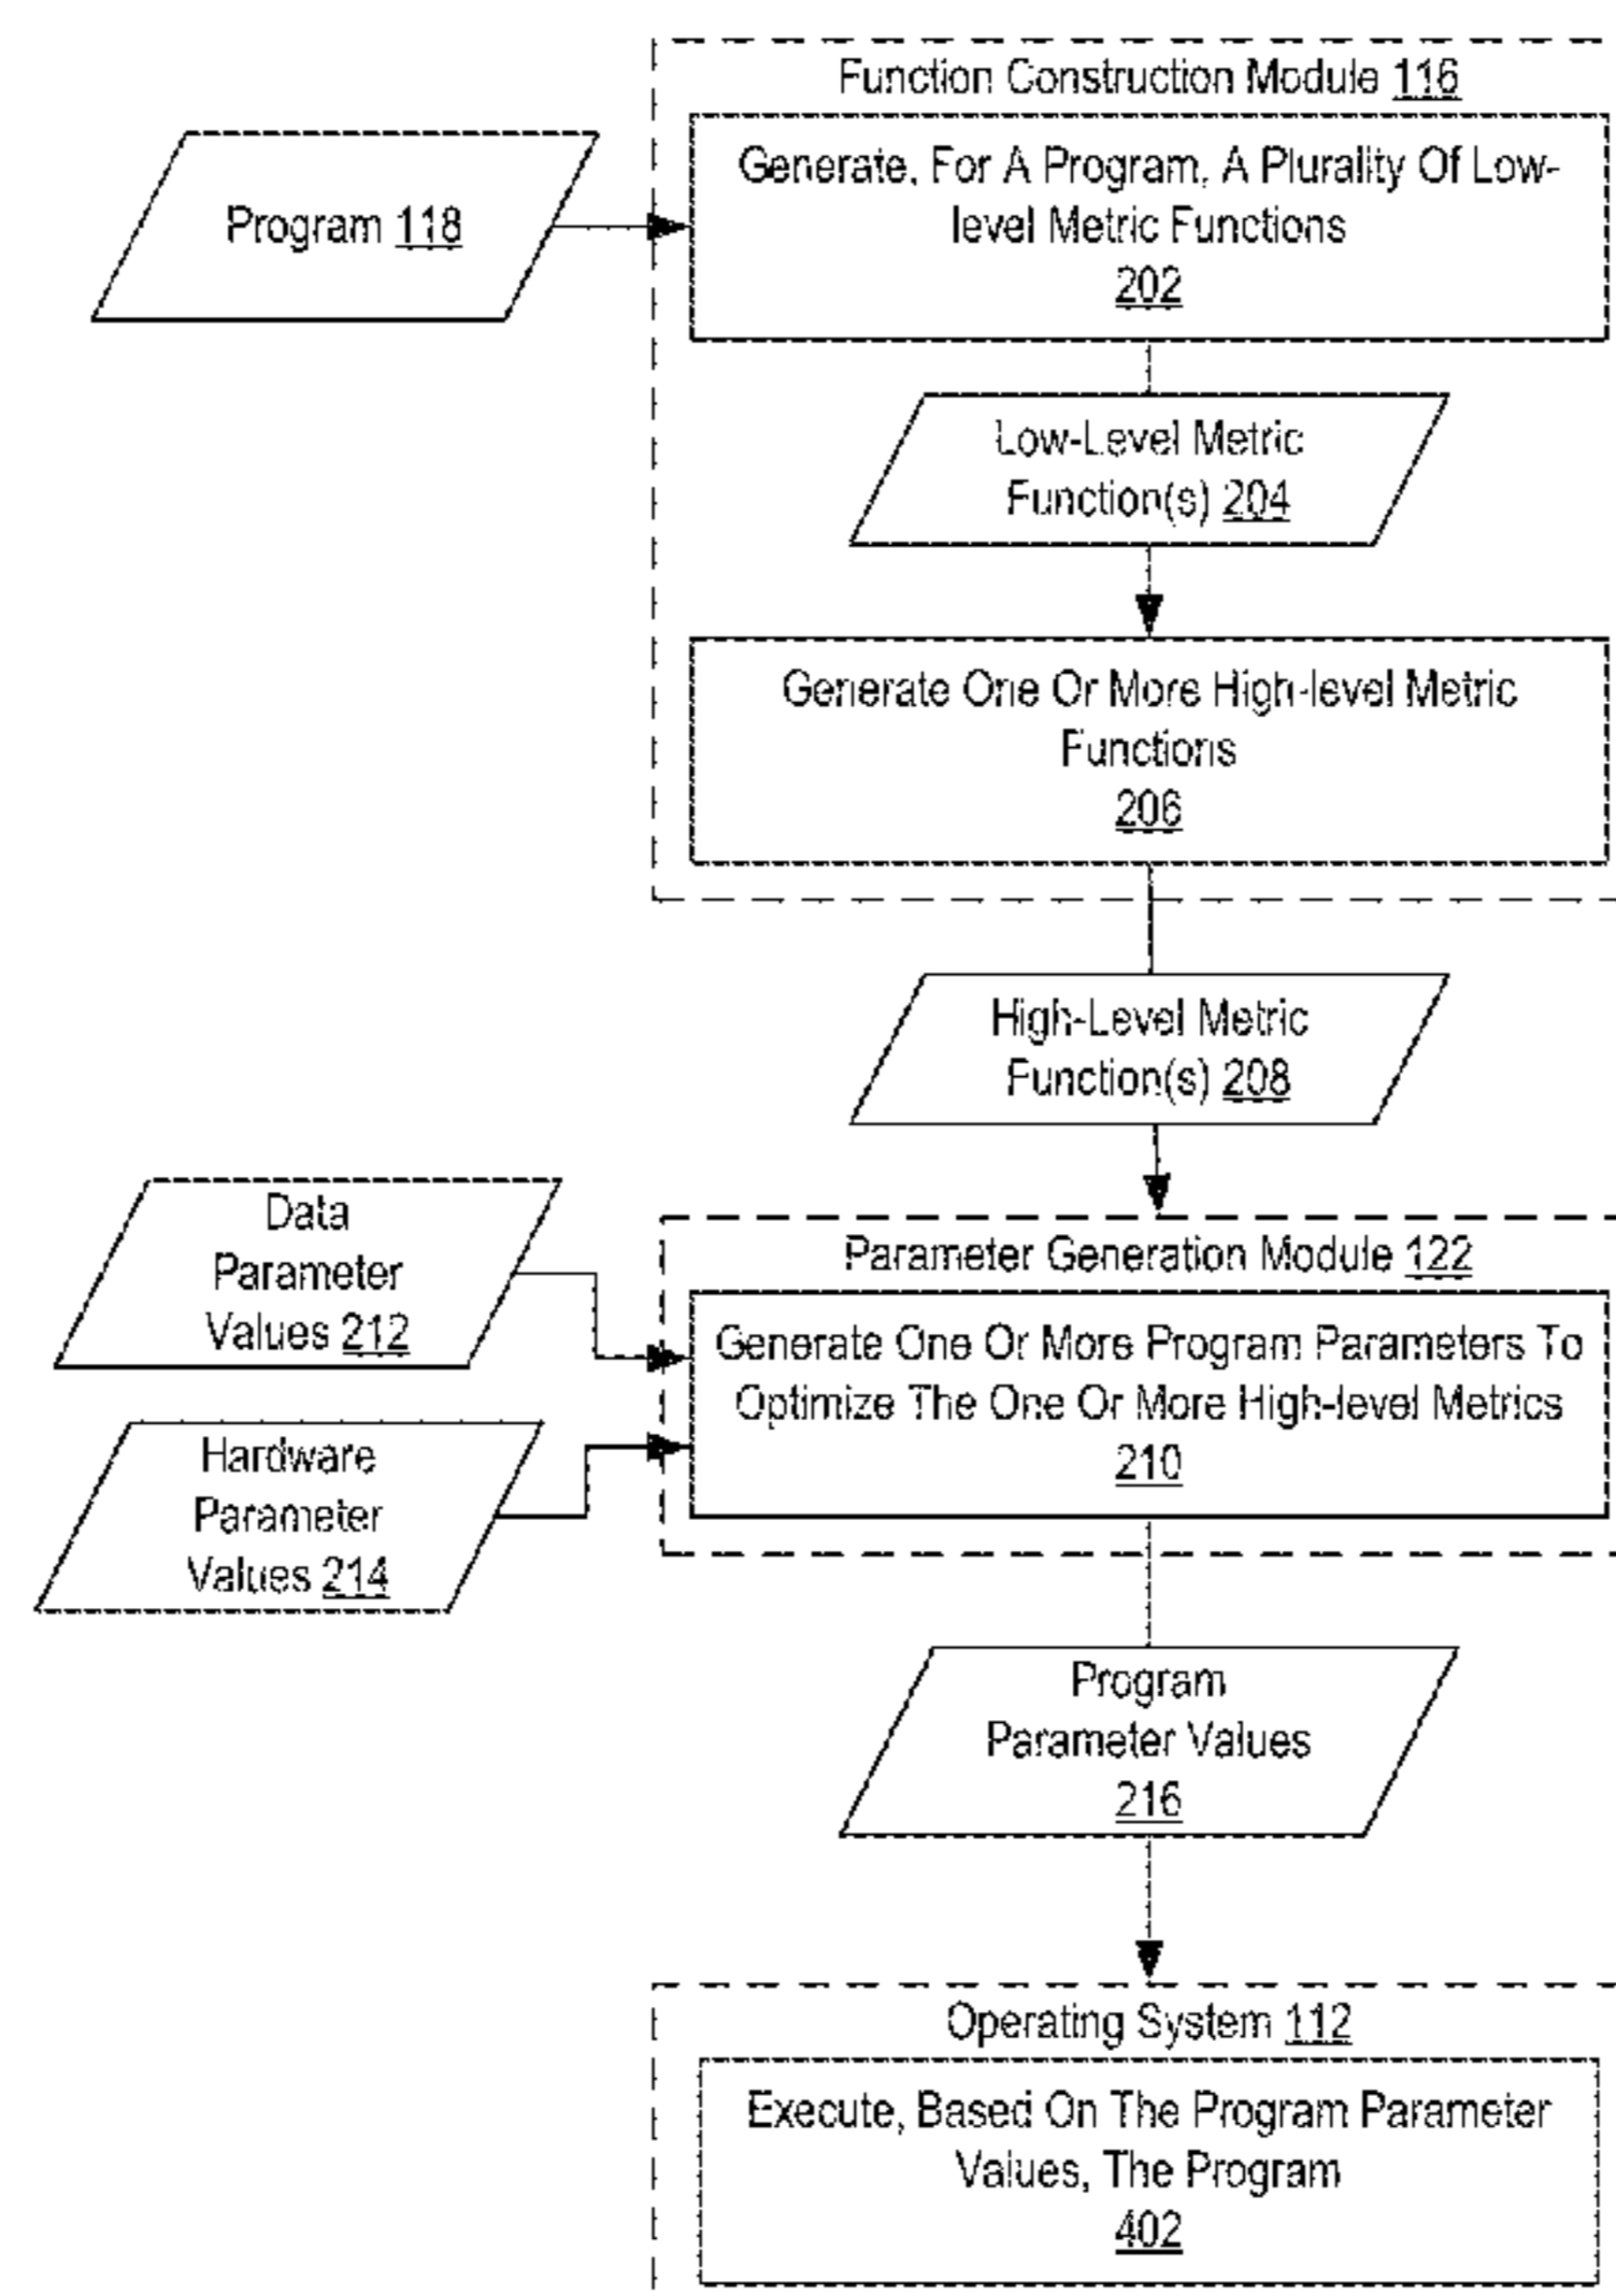 Function Construction Module 116
Generate, For A Program, A Plurality Of Low-
level Metric Functions
202
Program 118
Low-Level Metric
Function(s) 204
Generate One Or More High-level Metric
Functions
206
High-Level Metric
Function(s) 208
Data
Parameter
Values 212
Parameter Generation Module 122
Generate One Or More Program Parameters To
Optimize The One Or More High-level Metrics
210
Hardware
Parameter
Values 214
Program
Parameter Values
216
Operating System 112
Execute, Based On The Program Parameter
Values, The Program
402